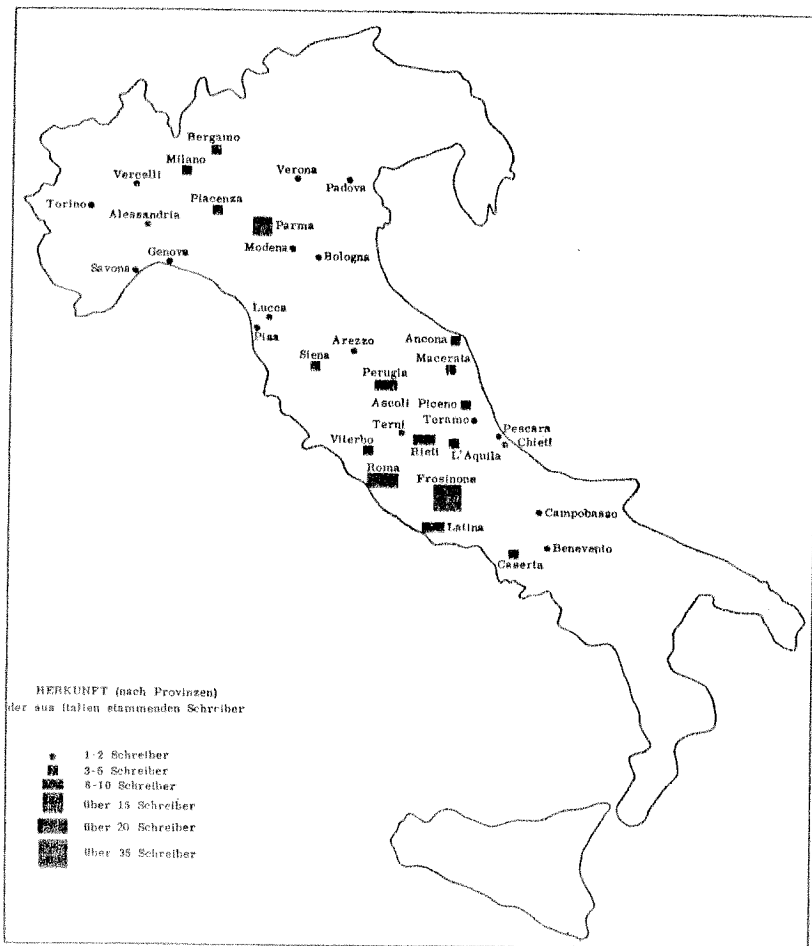 Bergamo
Milano
Vercelli
Verona
Padova
Torino
Piacenza
Alessandria
Parma
Modena
Bologna
Genova
Savona
Lucca
Pisa
Arezzo
Ancona
Siena
Macerata
Perugia
Ascoli Piceno
Teramo
Terni
Pescara
Chieti
Viterbo
Rieti
L'Aquila
Roma
Frosinone
Campobasso
Latina
Benevento
Caserta
HERKUNFT (nach Provinzen)
der aus Italien stammenden Schreiber
1-2 Schreiber
3-5 Schreiber
6-10 Schreiber
über 15 Schreiber
über 20 Schreiber
über 35 Schreiber